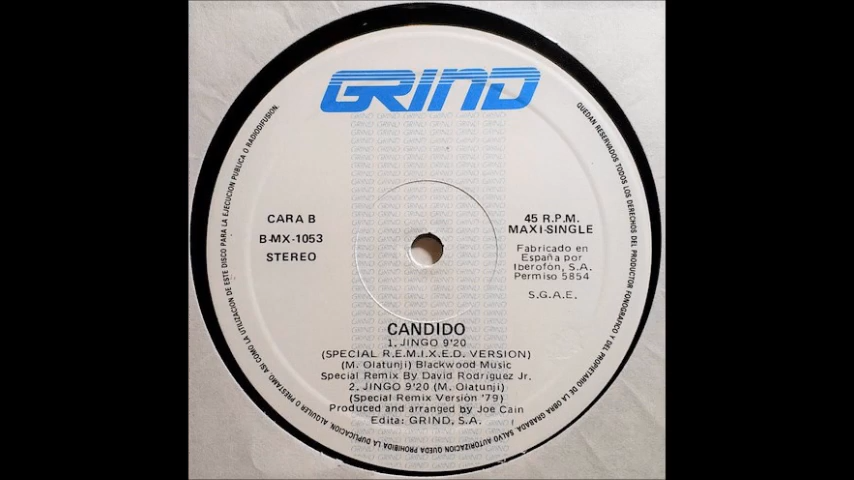 GRIND
CARA B
B-MX-1053
STEREO
45 R.P.M.
MAXI-SINGLE
Fabricado en
España por
Iberofón, S.A.
Permiso 5854
S.G.A.E.
CANDIDO
1. JINGO 9'20
(SPECIAL R.E.M.I.X.E.D. VERSION)
(M. Olatunji) Blackwood Music
Special Remix By David Rodríguez Jr.
2. JINGO 9'20 (M. Olatunji)
(Special Remix Version '79)
Produced and arranged by Joe Cain
Edita: GRIND, S.A.
QUEDAN RESERVADOS TODOS LOS DERECHOS DEL PRODUCTOR FONOGRAFICO Y DEL PROPIETARIO DE LA OBRA GRABADA. SALVO AUTORIZACION QUEDA PROHIBIDA LA DUPLICACION, ALQUILER O PRESTAMO, ASI COMO LA UTILIZACION DE ESTE DISCO PARA LA EJECUCION PUBLICA O RADIODIFUSION.